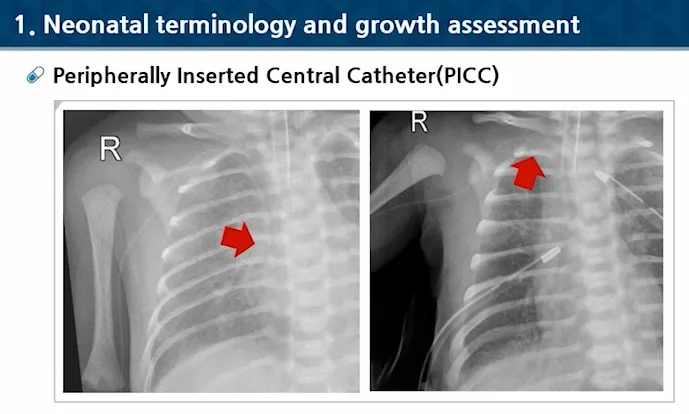 1. Neonatal terminology and growth assessment
Peripherally Inserted Central Catheter(PICC)
R
R